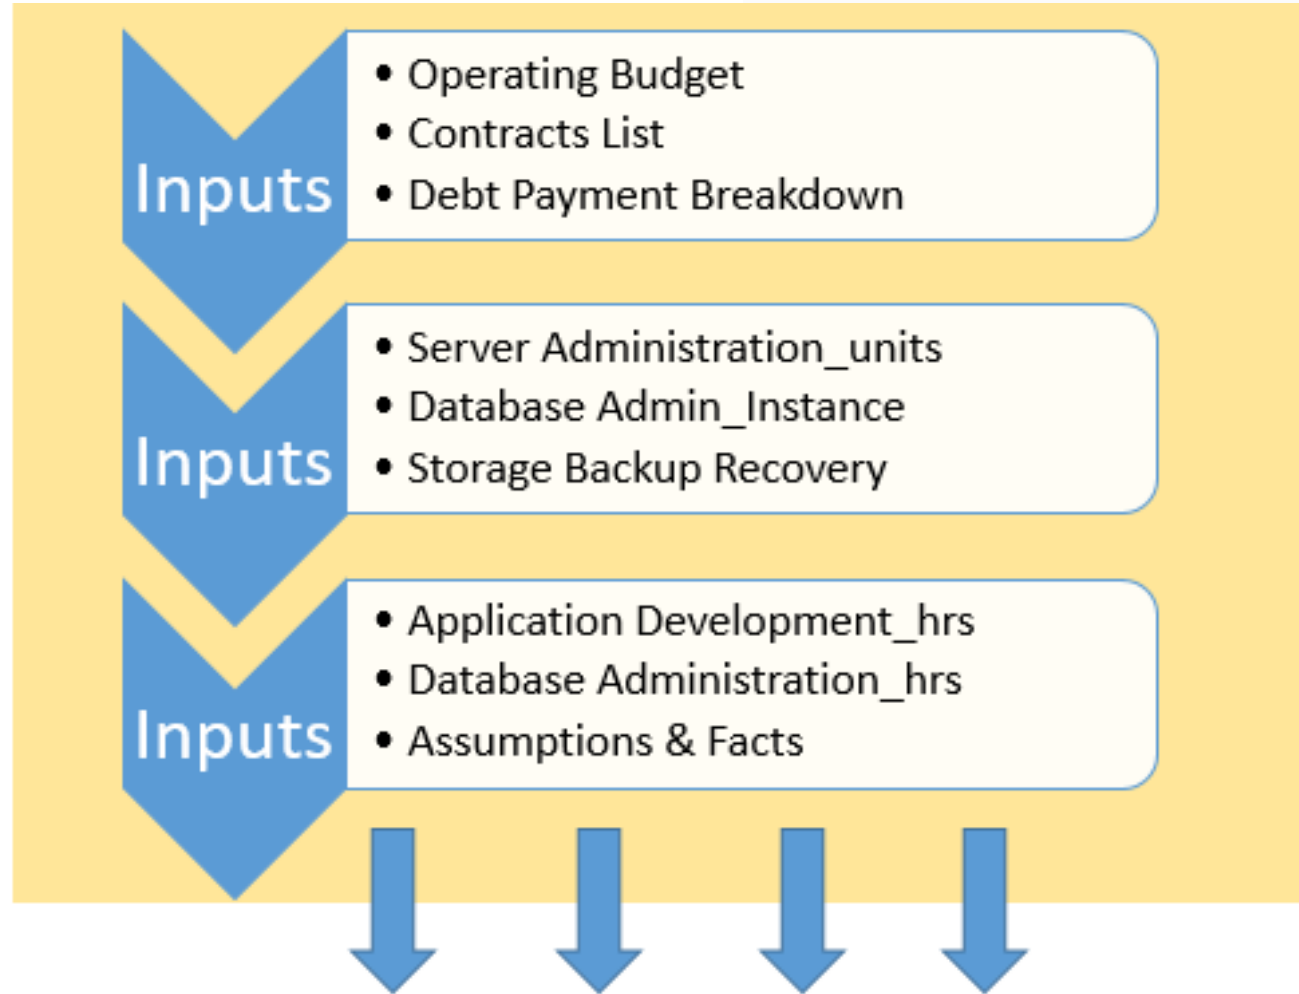 Inputs
• Operating Budget
• Contracts List
• Debt Payment Breakdown
Inputs
• Server Administration_units
• Database Admin_Instance
• Storage Backup Recovery
Inputs
• Application Development_hrs
• Database Administration_hrs
• Assumptions & Facts